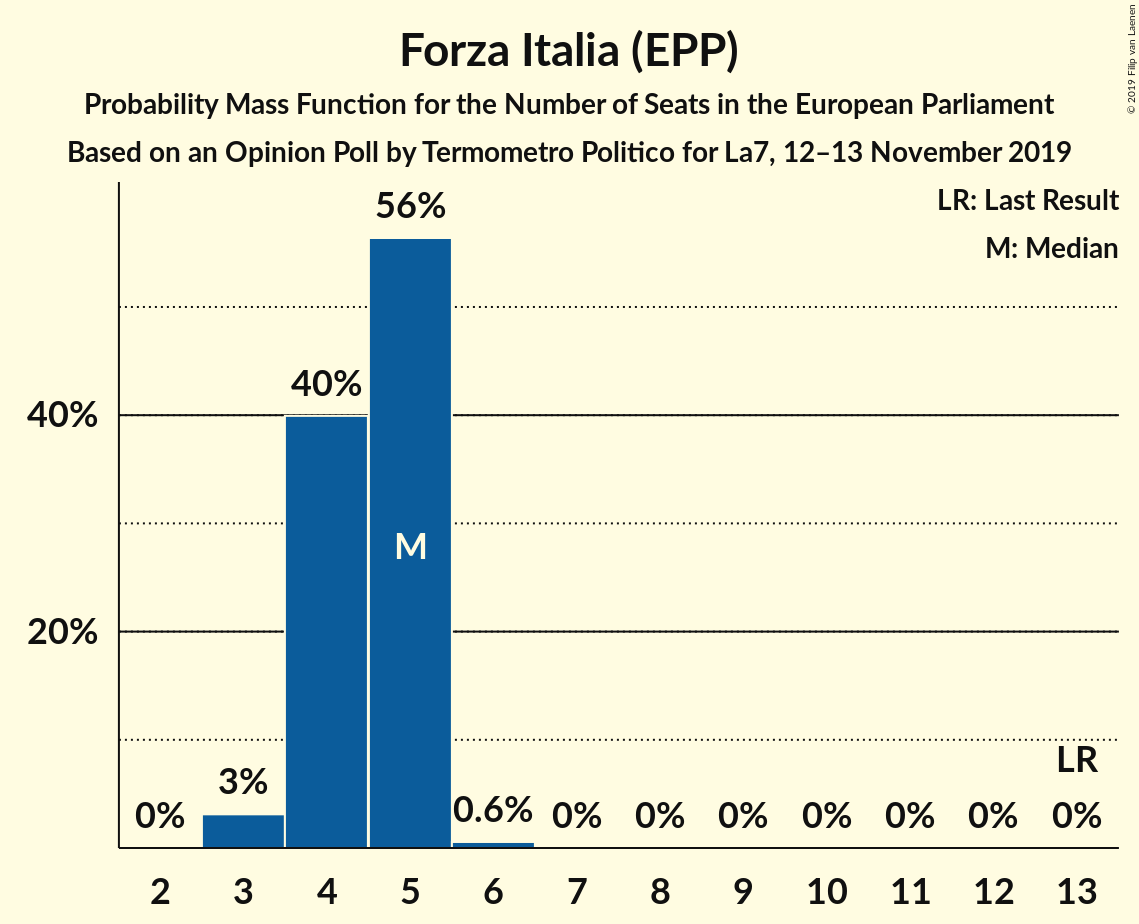 Forza Italia (EPP)
Probability Mass Function for the Number of Seats in the European Parliament
Based on an Opinion Poll by Termometro Politico for La7, 12–13 November 2019
© 2019 Filip van Laenen
LR: Last Result
M: Median
56%
40%
40%
M
20%
LR
0%
3%
0.6%
0%
0%
0%
0%
0%
0%
0%
2 3 4 5 6 7 8 9 10 11 12 13